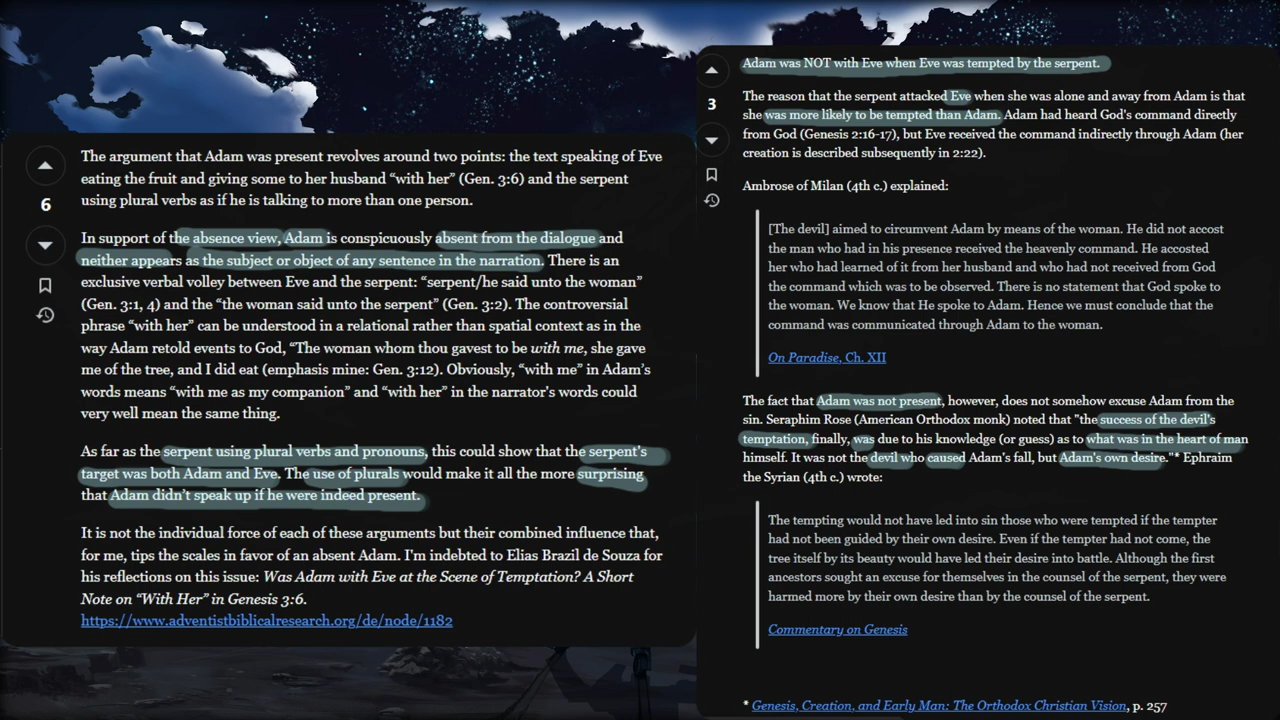 The argument that Adam was present revolves around two points: the text speaking of Eve
eating the fruit and giving some to her husband “with her” (Gen. 3:6) and the serpent
using plural verbs as if he is talking to more than one person.
6
In support of the absence view, Adam is conspicuously absent from the dialogue and
neither appears as the subject or object of any sentence in the narration. There is an
exclusive verbal volley between Eve and the serpent: “serpent/he said unto the woman”
(Gen. 3:1, 4) and the “the woman said unto the serpent” (Gen. 3:2). The controversial
phrase “with her” can be understood in a relational rather than spatial context as in the
way Adam retold events to God, “The woman whom thou gavest to be with me, she gave
me of the tree, and I did eat (emphasis mine: Gen. 3:12). Obviously, “with me” in Adam’s
words means “with me as my companion” and “with her” in the narrator's words could
very well mean the same thing.
As far as the serpent using plural verbs and pronouns, this could show that the serpent's
target was both Adam and Eve. The use of plurals would make it all the more surprising
that Adam didn’t speak up if he were indeed present.
It is not the individual force of each of these arguments but their combined influence that,
for me, tips the scales in favor of an absent Adam. I'm indebted to Elias Brazil de Souza for
his reflections on this issue: Was Adam with Eve at the Scene of Temptation? A Short
Note on “With Her” in Genesis 3:6.
https://www.adventistbiblicalresearch.org/de/node/1182
Adam was NOT with Eve when Eve was tempted by the serpent.
3
The reason that the serpent attacked Eve when she was alone and away from Adam is that
she was more likely to be tempted than Adam. Adam had heard God's command directly
from God (Genesis 2:16-17), but Eve received the command indirectly through Adam (her
creation is described subsequently in 2:22).
Ambrose of Milan (4th c.) explained:
[The devil] aimed to circumvent Adam by means of the woman. He did not accost
the man who had in his presence received the heavenly command. He accosted
her who had learned of it from her husband and who had not received from God
the command which was to be observed. There is no statement that God spoke to
the woman. We know that He spoke to Adam. Hence we must conclude that the
command was communicated through Adam to the woman.
On Paradise, Ch. XII
The fact that Adam was not present, however, does not somehow excuse Adam from the
sin. Seraphim Rose (American Orthodox monk) noted that "the success of the devil's
temptation, finally, was due to his knowledge (or guess) as to what was in the heart of man
himself. It was not the devil who caused Adam's fall, but Adam's own desire."* Ephraim
the Syrian (4th c.) wrote:
The tempting would not have led into sin those who were tempted if the tempter
had not been guided by their own desire. Even if the tempter had not come, the
tree itself by its beauty would have led their desire into battle. Although the first
ancestors sought an excuse for themselves in the counsel of the serpent, they were
harmed more by their own desire than by the counsel of the serpent.
Commentary on Genesis
* Genesis, Creation, and Early Man: The Orthodox Christian Vision, p. 257